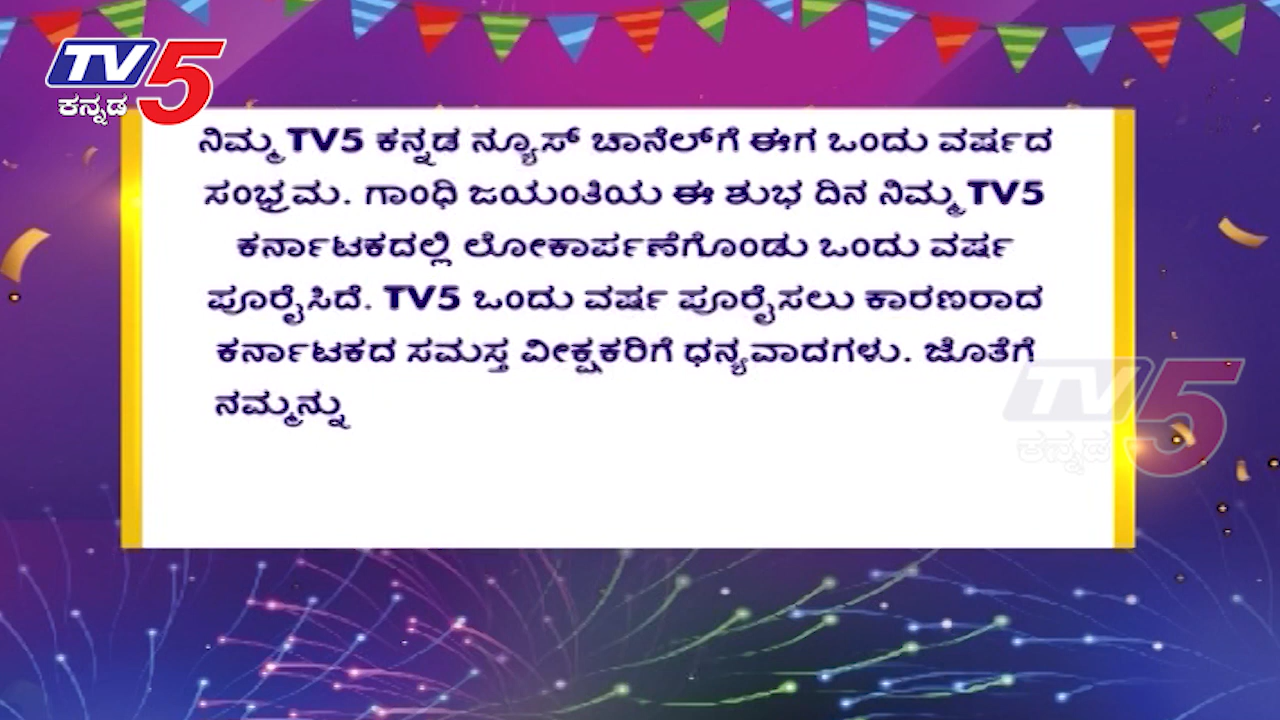 TV5
ಕನ್ನಡ
ನಿಮ್ಮ TV5 ಕನ್ನಡ ನ್ಯೂಸ್ ಚಾನೆಲ್‌ಗೆ ಈಗ ಒಂದು ವರ್ಷದ
ಸಂಭ್ರಮ. ಗಾಂಧಿ ಜಯಂತಿಯ ಈ ಶುಭ ದಿನ ನಿಮ್ಮ TV5
ಕರ್ನಾಟಕದಲ್ಲಿ ಲೋಕಾರ್ಪಣೆಗೊಂಡು ಒಂದು ವರ್ಷ
ಪೂರೈಸಿದೆ. TV5 ಒಂದು ವರ್ಷ ಪೂರೈಸಲು ಕಾರಣರಾದ
ಕರ್ನಾಟಕದ ಸಮಸ್ತ ವೀಕ್ಷಕರಿಗೆ ಧನ್ಯವಾದಗಳು. ಜೊತೆಗೆ
ನಮ್ಮನ್ನು
TV5
ಕನ್ನಡ